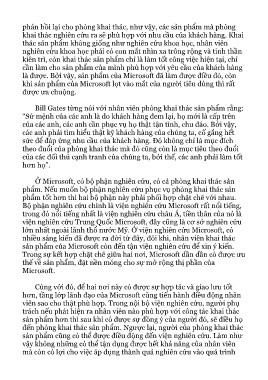 phản hồi lại cho phòng khai thác, như vậy, các sản phẩm mà phòng
khai thác nghiên cứu ra sẽ phù hợp với nhu cầu của khách hàng. Khai
thác sản phẩm không giống như nghiên cứu khoa học, nhân viên
nghiên cứu khoa học phải có con mắt nhìn xa trông rộng và tinh thần
kiên trì, còn khai thác sản phẩm chỉ là làm tốt công việc hiện tại, chỉ
cần làm cho sản phẩm của mình phù hợp với yêu cầu của khách hàng
là được. Bởi vậy, sản phẩm của Microsoft đã làm được điều đó, còn
khi sản phẩm của Microsoft lọt vào mắt của người tiêu dùng thì rất
được ưa chuộng.
Bill Gates từng nói với nhân viên phòng khai thác sản phẩm rằng:
“Sứ mệnh của các anh là do khách hàng đem lại, họ mới là cấp trên
của các anh, các anh cần phục vụ họ thật tận tình, chu đáo. Bởi vậy,
các anh phải tìm hiểu thật kỹ khách hàng của chúng ta, cố gắng hết
sức để đáp ứng nhu cầu của khách hàng. Đó không chỉ là mục đích
theo đuổi của phòng khai thác mà đó cũng còn là mục tiêu theo đuổi
của các đối thủ cạnh tranh của chúng ta, bởi thế, các anh phải làm tốt
hơn họ”.
Ở Microsoft, có bộ phận nghiên cứu, có cả phòng khai thác sản
phẩm. Nếu muốn bộ phận nghiên cứu phục vụ phòng khai thác sản
phẩm tốt hơn thì hai bộ phận này phải phối hợp chặt chẽ với nhau.
Bộ phận nghiên cứu chính là viện nghiên cứu Microsoft rất nổi tiếng,
trong đó nổi tiếng nhất là viện nghiên cứu châu Á, tiền thân của nó là
viện nghiên cứu Trung Quốc Microsoft, đây cũng là cơ sở nghiên cứu
lớn nhất ngoài lãnh thổ nước Mỹ. Ở viện nghiên cứu Microsoft, có
nhiều sáng kiến đã được ra đời từ đây, đôi khi, nhân viên khai thác
sản phẩm của Microsoft còn đến tận viện nghiên cứu để xin ý kiến.
Trong sự kết hợp chặt chẽ giữa hai nơi, Microsoft dần dần có được ưu
thế về sản phẩm, đặt nền móng cho sự mở rộng thị phần của
Microsoft.
Cùng với đó, để hai nơi này có được sự hợp tác và giao lưu tốt
hơn, tầng lớp lãnh đạo của Microsoft cũng tiến hành điều động nhân
viên sao cho thật phù hợp. Trong nội bộ viện nghiên cứu, người phụ
trách nếu phát hiện ra nhân viên nào phù hợp với công tác khai thác
sản phẩm hơn thì sau khi có được sự đồng ý của người đó, sẽ điều họ
đến phòng khai thác sản phẩm. Ngược lại, người của phòng khai thác
sản phẩm cũng có thể được điều động đến viện nghiên cứu. Làm như
vậy không những có thể tận dụng được hết khả năng của nhân viên
mà còn có lợi cho việc áp dụng thành quả nghiên cứu vào quá trình